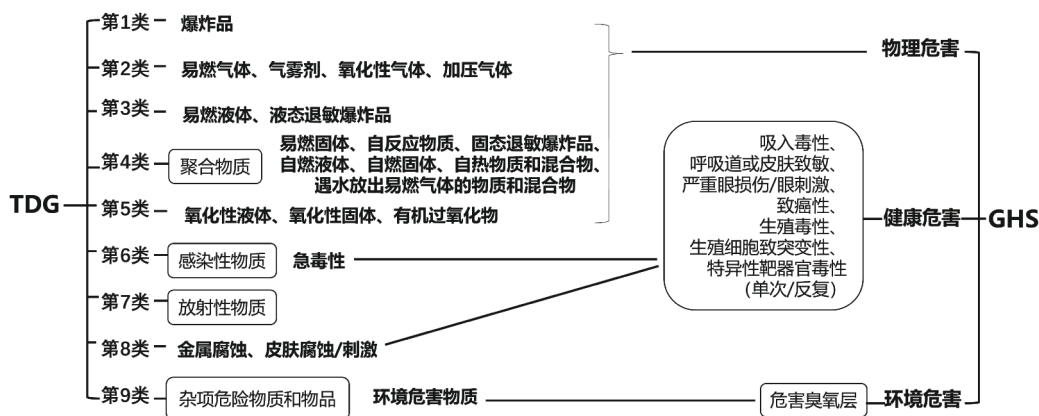 第1类
爆炸品
物理危害
第2类
易燃气体、气雾剂、氧化性气体、加压气体
第3类
易燃液体、液态退敏爆炸品
第4类
聚合物质
易燃固体、自反应物质、固态退敏爆炸品、
自燃液体、自燃固体、自热物质和混合物、
遇水放出易燃气体的物质和混合物
TDG
第5类
氧化性液体、氧化性固体、有机过氧化物
吸入毒性、
呼吸道或皮肤致敏、
严重眼损伤/眼刺激、
致癌性、
生殖毒性、
生殖细胞致突变性、
特异性靶器官毒性
(单次/反复)
健康危害
GHS
第6类
感染性物质
急毒性
第7类
放射性物质
第8类
金属腐蚀、皮肤腐蚀/刺激
第9类
杂项危险物质和物品
环境危害物质
危害臭氧层
环境危害